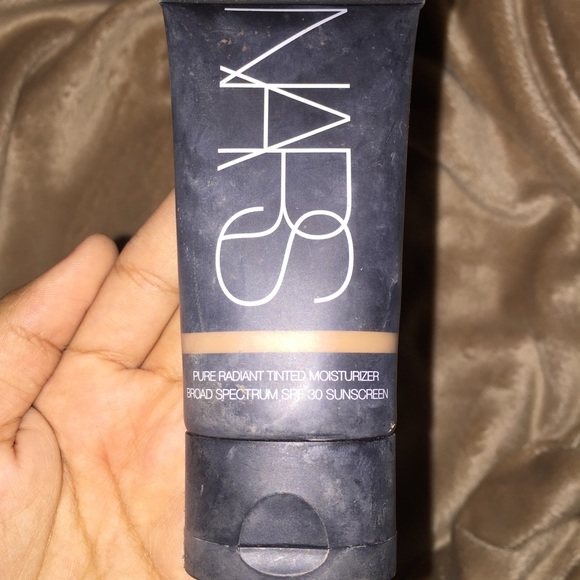 NARS
PURE RADIANT TINTED MOISTURIZER
BROAD SPECTRUM SPF 30 SUNSCREEN